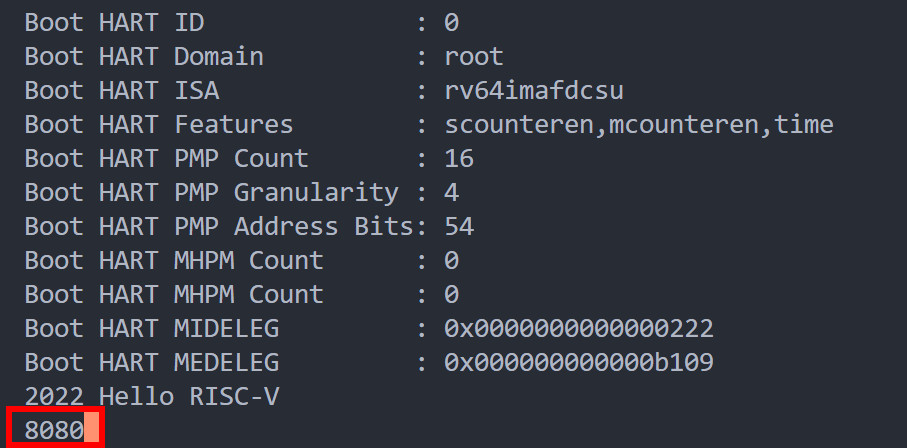 Boot HART ID              : 0
Boot HART Domain          : root
Boot HART ISA             : rv64imafdcsu
Boot HART Features        : scounteren,mcounteren,time
Boot HART PMP Count       : 16
Boot HART PMP Granularity : 4
Boot HART PMP Address Bits: 54
Boot HART MHPM Count      : 0
Boot HART MHPM Count      : 0
Boot HART MIDELEG         : 0x0000000000000222
Boot HART MEDELEG         : 0x000000000000b109
2022 Hello RISC-V
8080